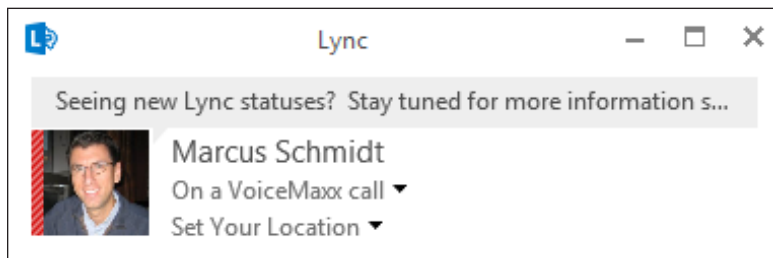 Lync
Seeing new Lync statuses? Stay tuned for more information s...
Marcus Schmidt
On a VoiceMaxx call
Set Your Location